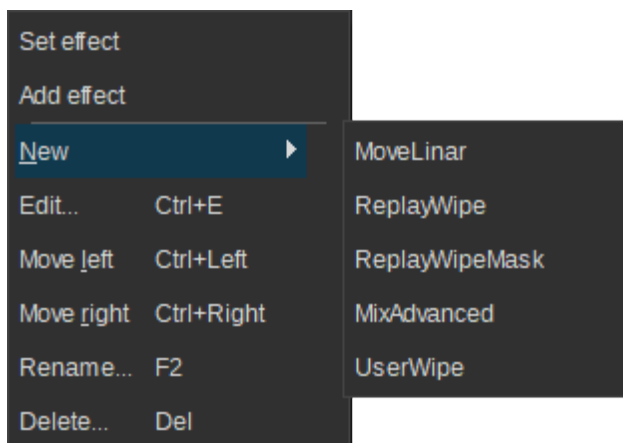 Set effect
Add effect
New
Edit... Ctrl+E
Move left Ctrl+Left
Move right Ctrl+Right
Rename... F2
Delete... Del
MoveLinar
ReplayWipe
ReplayWipeMask
MixAdvanced
UserWipe